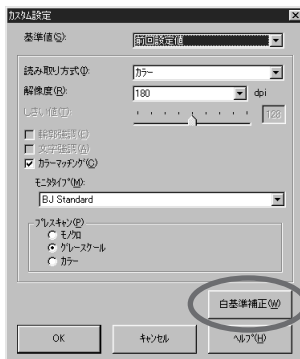 カスタム設定
基準値(S):
前回設定値
読み取り方式(I):
カラー
解像度(R):
180
dpi
しきい値(T):
128
輪郭強調(E)
文字強調(A)
カラーマッチング(C)
モニタタイプ(M):
BJ Standard
プレスキャン(P)
モノクロ
グレースケール
カラー
白基準補正(W)
OK
キャンセル
ヘルプ(H)